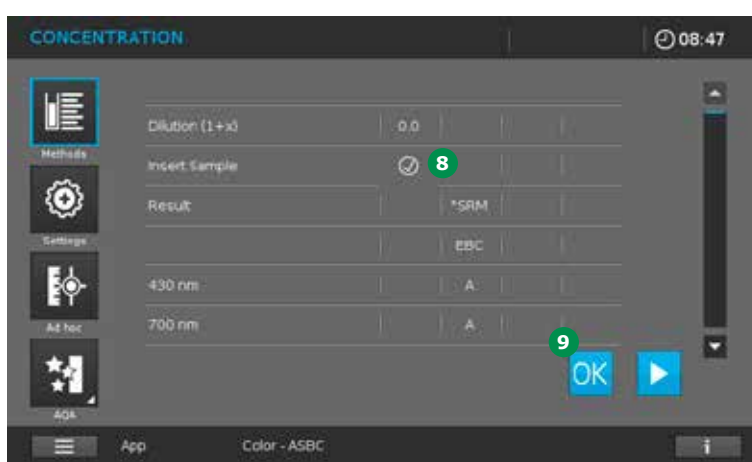 CONCENTRATION 08:47
Methods
Dilution (1+x) 0.0
Insert Sample 8
Settings
Result *SRM
EBC
Ad hoc
430 nm A
700 nm A
9
OK
AQA
App Color - ASBC i